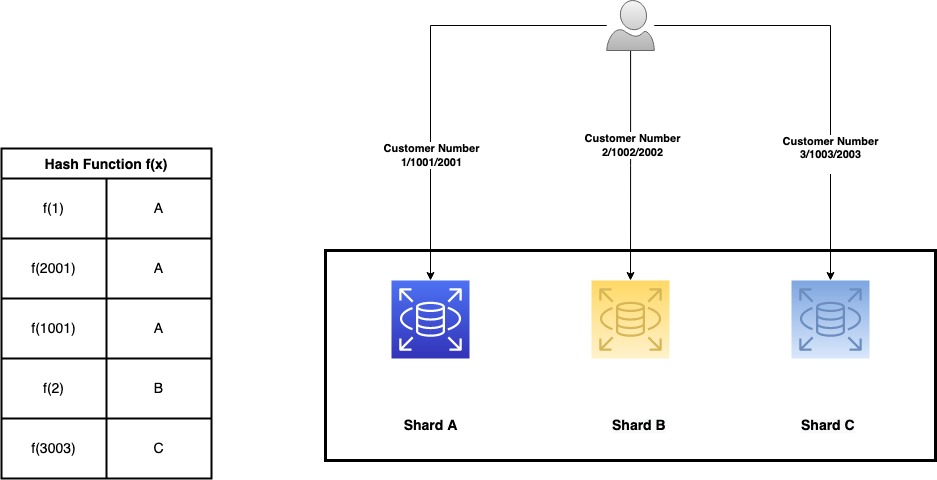 Customer Number
1/1001/2001
Customer Number
2/1002/2002
Customer Number
3/1003/2003
Hash Function f(x)
f(1) A
f(2001) A
f(1001) A
f(2) B
f(3003) C
Shard A
Shard B
Shard C